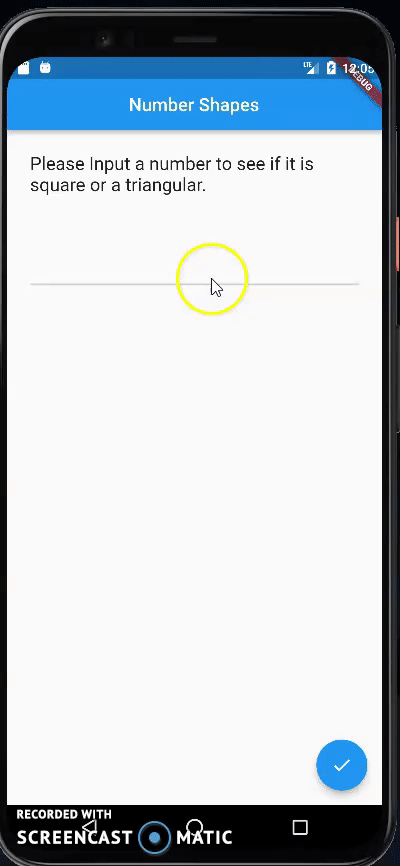 LTE 12:05
DEBUG
Number Shapes
Please Input a number to see if it is
square or a triangular.
RECORDED WITH
SCREENCAST MATIC